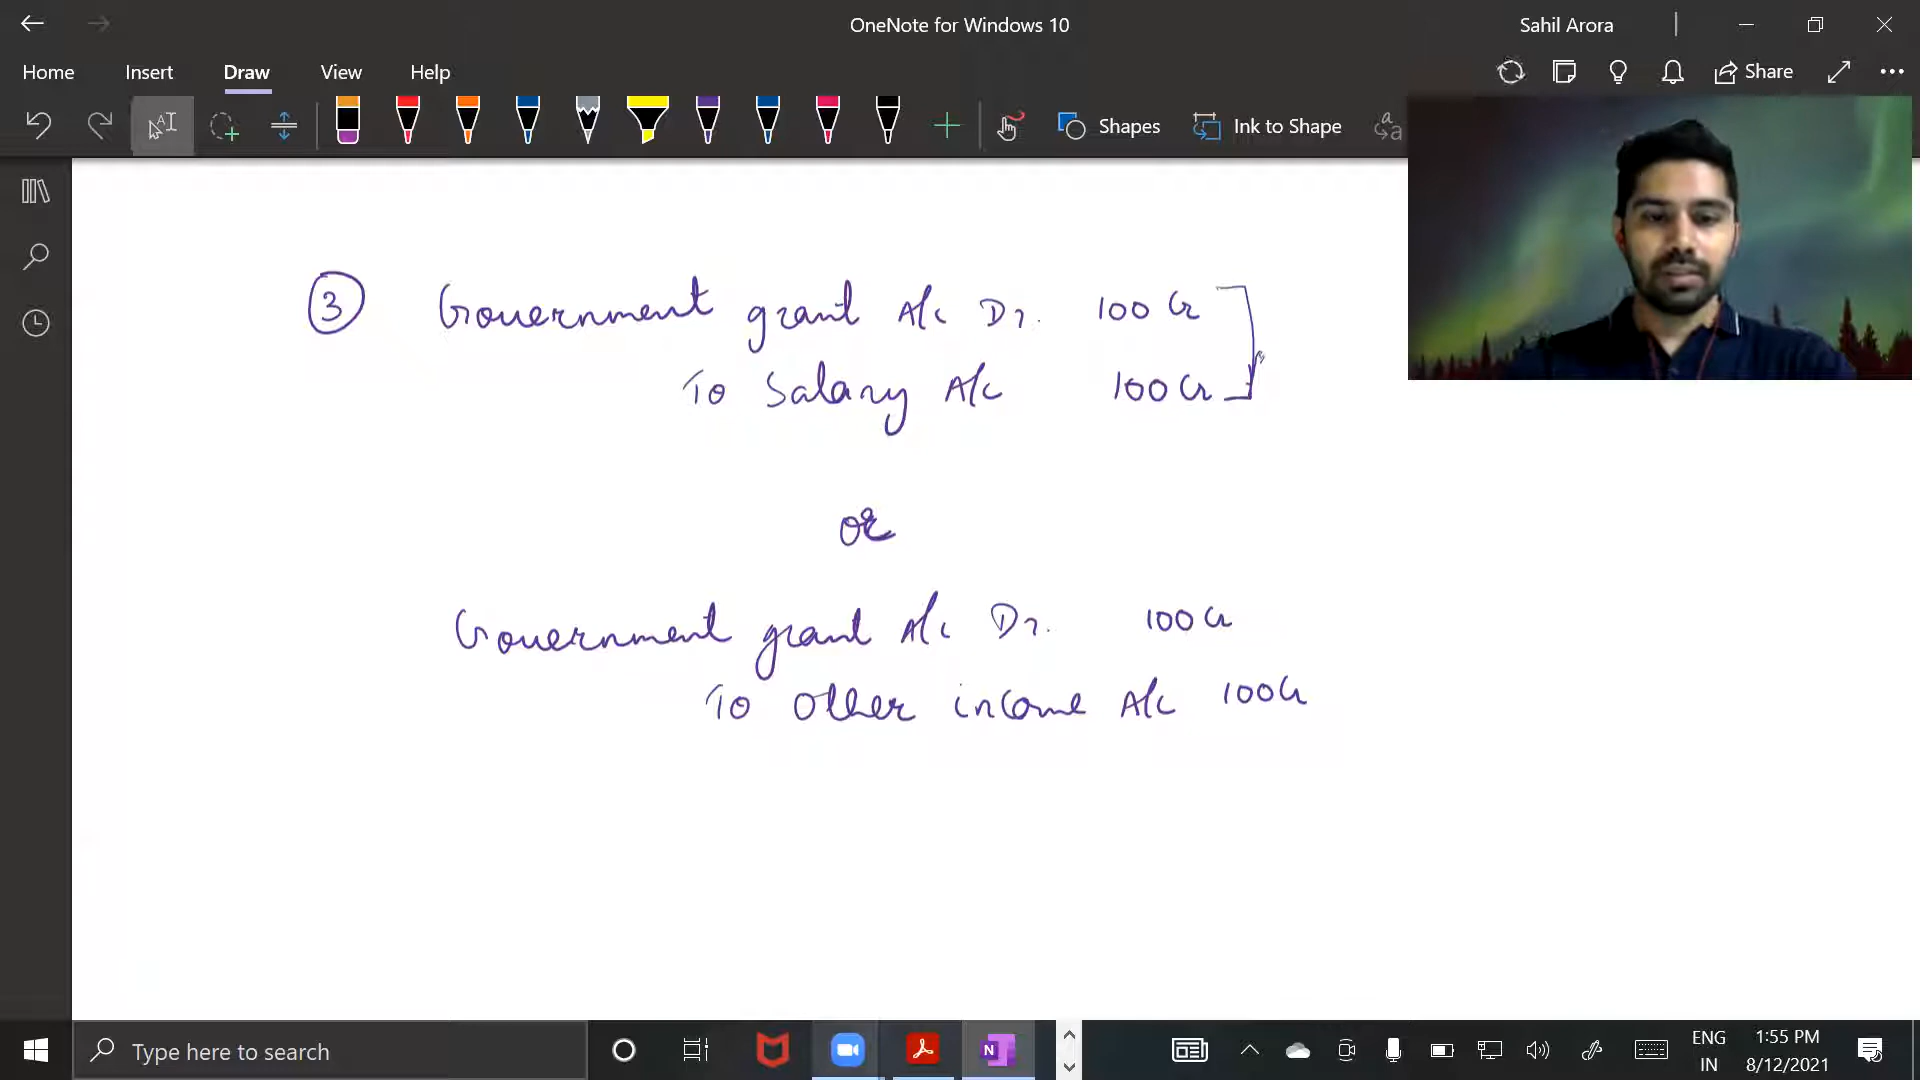 OneNote for Windows 10
Sahil Arora
Home Insert Draw View Help
Share
Shapes
Ink to Shape
3 Government grant A/c Dr. 100 Cr
To Salary A/c 100 Cr
or
Government grant A/c Dr. 100 Cr
To Other income A/c 100 Cr
Type here to search
ENG
IN
1:55 PM
8/12/2021